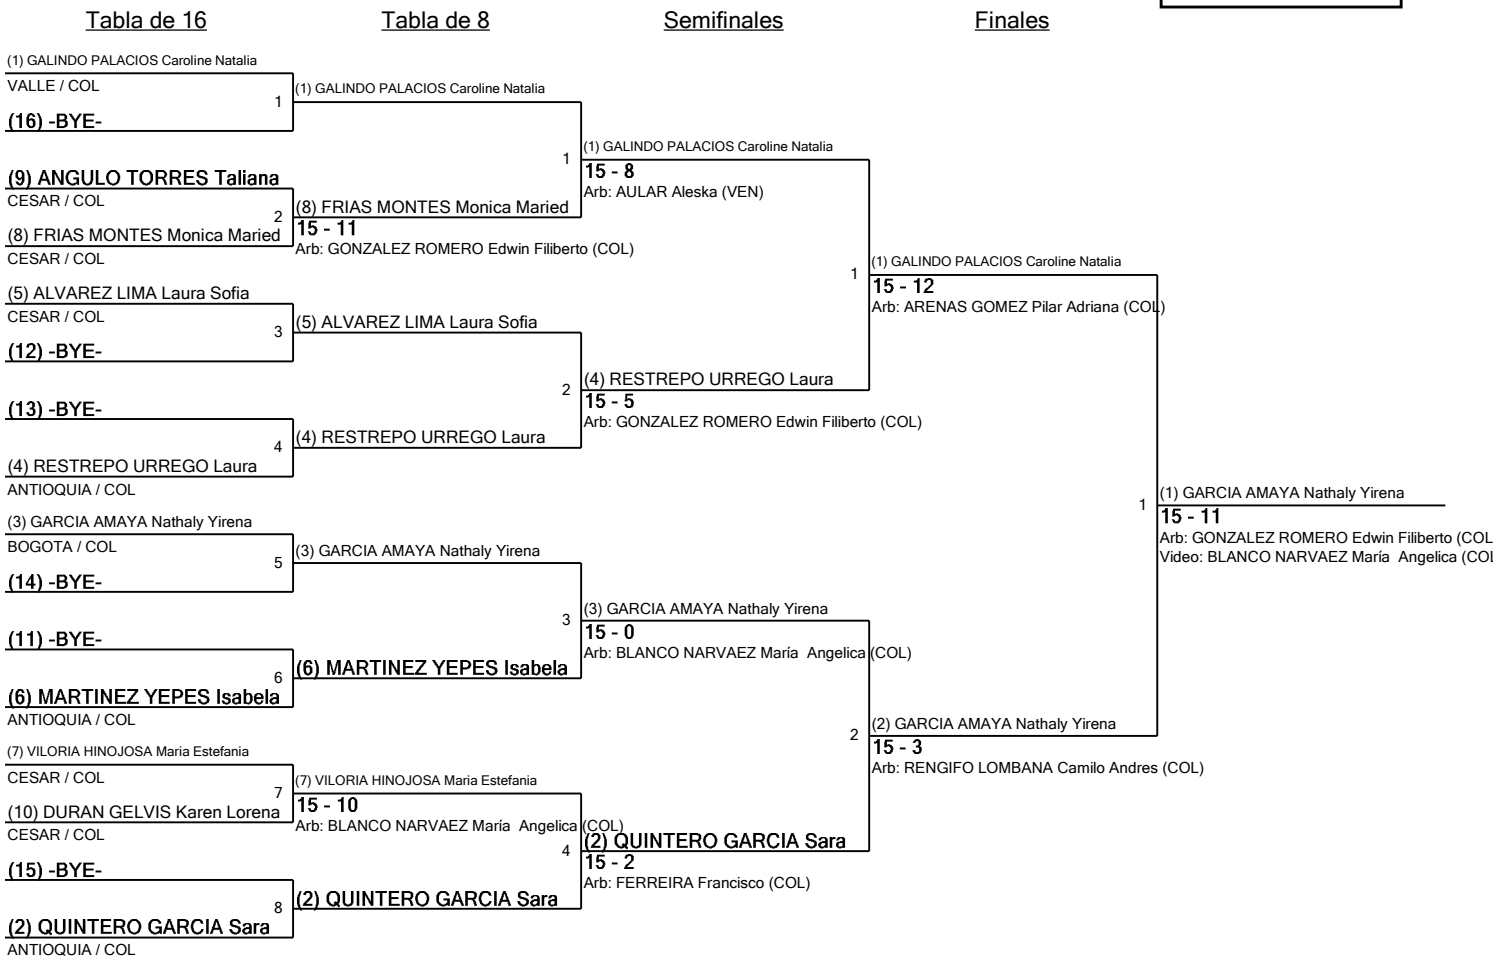 Tabla de 16
Tabla de 8
Semifinales
Finales
(1) GALINDO PALACIOS Caroline Natalia
VALLE / COL
1
(16) -BYE-
(9) ANGULO TORRES Taliana
CESAR / COL
2
(8) FRIAS MONTES Monica Maried
CESAR / COL
(5) ALVAREZ LIMA Laura Sofia
CESAR / COL
3
(12) -BYE-
(13) -BYE-
4
(4) RESTREPO URREGO Laura
ANTIOQUIA / COL
(3) GARCIA AMAYA Nathaly Yirena
BOGOTA / COL
5
(14) -BYE-
(11) -BYE-
6
(6) MARTINEZ YEPES Isabela
ANTIOQUIA / COL
(7) VILORIA HINOJOSA Maria Estefania
CESAR / COL
7
(10) DURAN GELVIS Karen Lorena
CESAR / COL
(15) -BYE-
8
(2) QUINTERO GARCIA Sara
ANTIOQUIA / COL
(1) GALINDO PALACIOS Caroline Natalia
1
(8) FRIAS MONTES Monica Maried
15 - 11
Arb: GONZALEZ ROMERO Edwin Filiberto (COL)
(5) ALVAREZ LIMA Laura Sofia
2
(4) RESTREPO URREGO Laura
(3) GARCIA AMAYA Nathaly Yirena
3
(6) MARTINEZ YEPES Isabela
(7) VILORIA HINOJOSA Maria Estefania
15 - 10
Arb: BLANCO NARVAEZ María  Angelica (COL)
4
(2) QUINTERO GARCIA Sara
(1) GALINDO PALACIOS Caroline Natalia
15 - 8
Arb: AULAR Aleska (VEN)
1
(4) RESTREPO URREGO Laura
15 - 5
Arb: GONZALEZ ROMERO Edwin Filiberto (COL)
(3) GARCIA AMAYA Nathaly Yirena
15 - 0
Arb: BLANCO NARVAEZ María  Angelica (COL)
2
(2) QUINTERO GARCIA Sara
15 - 2
Arb: FERREIRA Francisco (COL)
(1) GALINDO PALACIOS Caroline Natalia
15 - 12
Arb: ARENAS GOMEZ Pilar Adriana (COL)
1
(2) GARCIA AMAYA Nathaly Yirena
15 - 3
Arb: RENGIFO LOMBANA Camilo Andres (COL)
(1) GARCIA AMAYA Nathaly Yirena
15 - 11
Arb: GONZALEZ ROMERO Edwin Filiberto (COL
Video: BLANCO NARVAEZ María  Angelica (COL